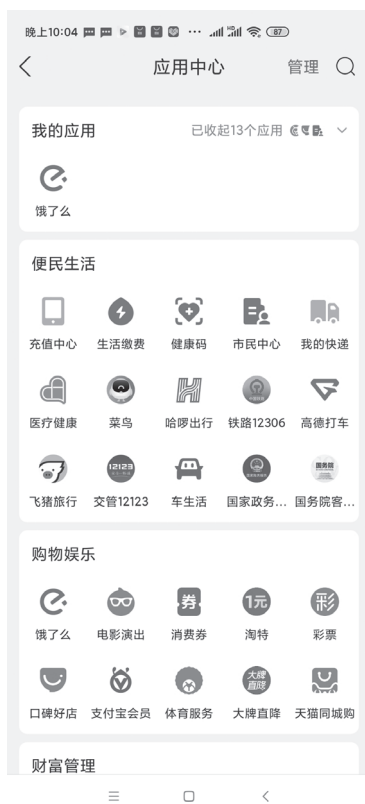 晚上10:04 ··· HD 87
应用中心 管理
我的应用 已收起13个应用
饿了么
便民生活
充值中心 生活缴费 健康码 市民中心 我的快递
医疗健康 菜鸟 哈啰出行 铁路12306 高德打车
12123 国务院
飞猪旅行 交管12123 车生活 国家政务... 国务院客...
购物娱乐
券 1元 彩
饿了么 电影演出 消费券 淘特 彩票
大牌
直降
口碑好店 支付宝会员 体育服务 大牌直降 天猫同城购
财富管理